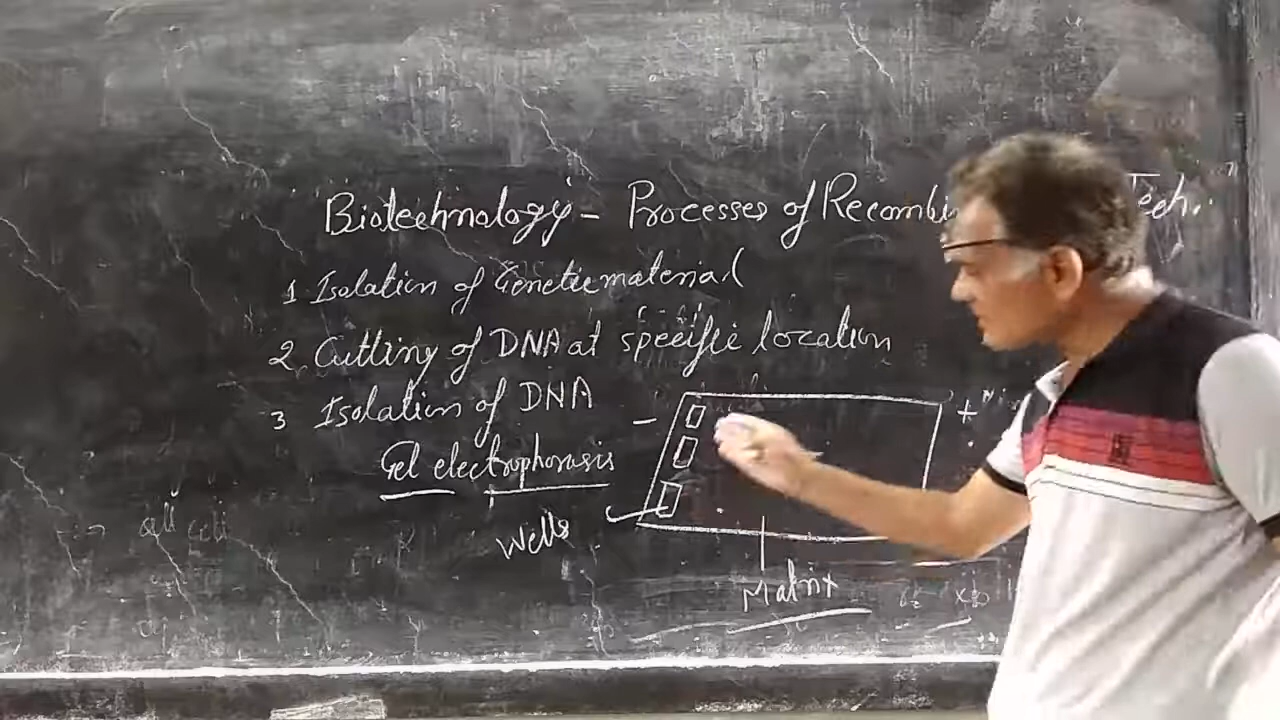 Biotechnology - Processes of Recombi Tech.
1 Isolation of Genetic material
2 Cutting of DNA at specific location
3 Isolation of DNA
Gel electrophorasis
- +
Wells
Matrix